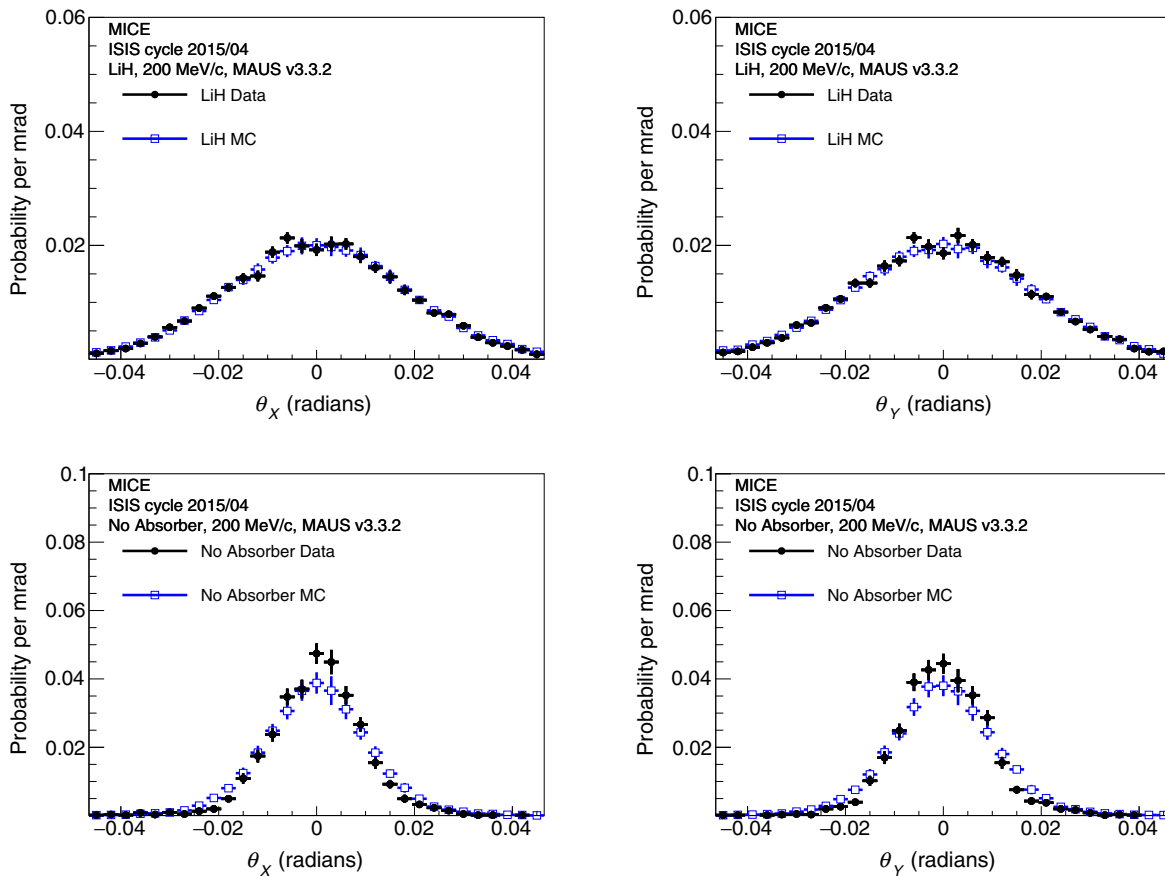 0.06
0.04
0.02
Probability per mrad
MICE
ISIS cycle 2015/04
LiH, 200 MeV/c, MAUS v3.3.2
LiH Data
LiH MC
−0.04 −0.02 0 0.02 0.04
θX (radians)
0.06
0.04
0.02
Probability per mrad
MICE
ISIS cycle 2015/04
LiH, 200 MeV/c, MAUS v3.3.2
LiH Data
LiH MC
−0.04 −0.02 0 0.02 0.04
θY (radians)
0.1
0.08
0.06
0.04
0.02
Probability per mrad
MICE
ISIS cycle 2015/04
No Absorber, 200 MeV/c, MAUS v3.3.2
No Absorber Data
No Absorber MC
−0.04 −0.02 0 0.02 0.04
θX (radians)
0.1
0.08
0.06
0.04
0.02
Probability per mrad
MICE
ISIS cycle 2015/04
No Absorber, 200 MeV/c, MAUS v3.3.2
No Absorber Data
No Absorber MC
−0.04 −0.02 0 0.02 0.04
θY (radians)